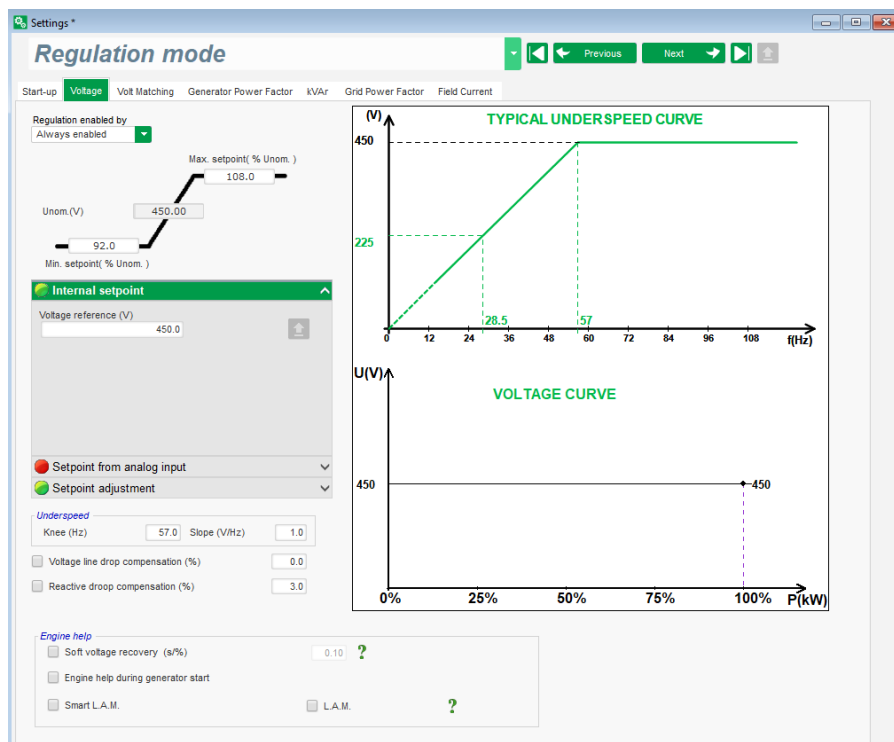 Settings *
Regulation mode
Previous
Next
Start-up
Voltage
Volt Matching
Generator Power Factor
kVAr
Grid Power Factor
Field Current
Regulation enabled by
Always enabled
Max. setpoint( % Unom. )
108.0
Unom.(V)
450.00
92.0
Min. setpoint( % Unom. )
Internal setpoint
Voltage reference (V)
450.0
Setpoint from analog input
Setpoint adjustment
Underspeed
Knee (Hz) 57.0 Slope (V/Hz) 1.0
Voltage line drop compensation (%) 0.0
Reactive droop compensation (%) 3.0
(V)
TYPICAL UNDERSPEED CURVE
450
225
28.5
57
0 12 24 36 48 60 72 84 96 108 f(Hz)
U(V)
VOLTAGE CURVE
450
450
0% 25% 50% 75% 100% P(kW)
Engine help
Soft voltage recovery (s/%) 0.10 ?
Engine help during generator start
Smart L.A.M. L.A.M. ?